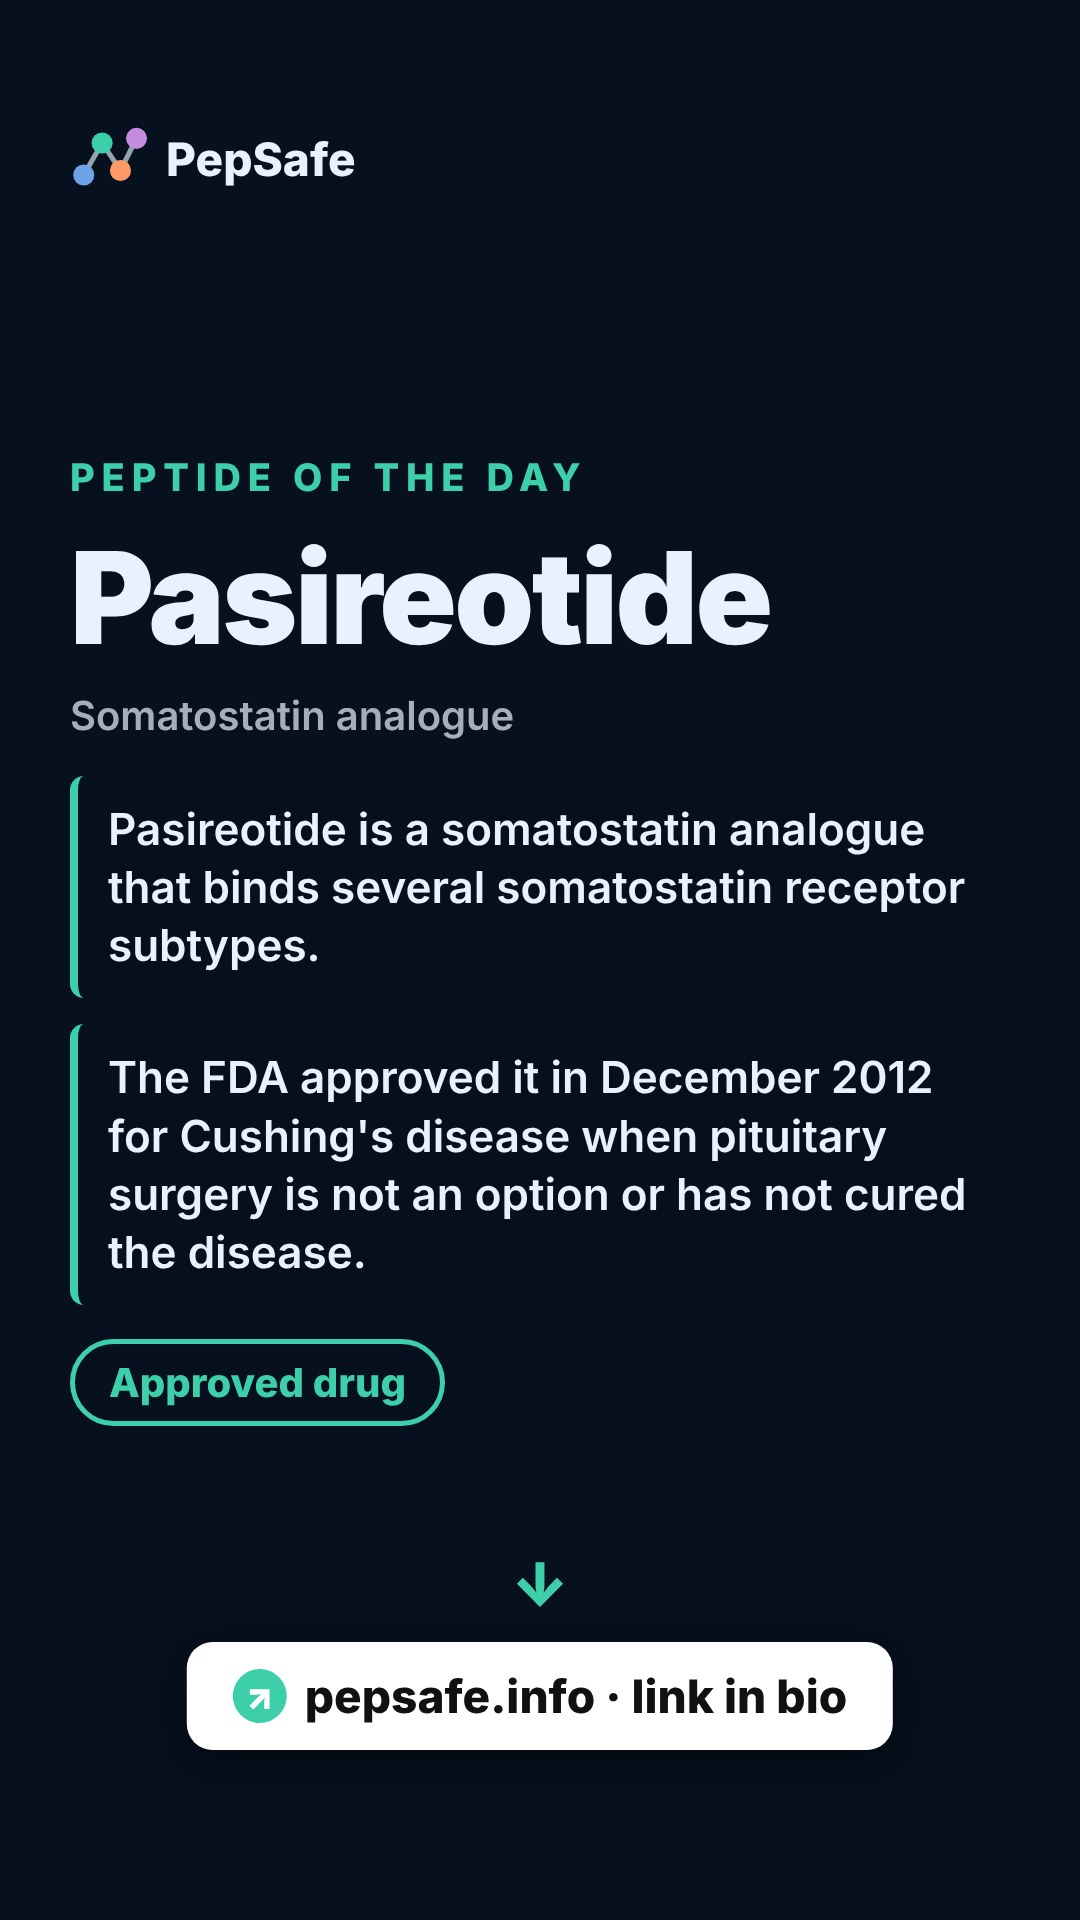 PepSafe
PEPTIDE OF THE DAY
Pasireotide
Somatostatin analogue
Pasireotide is a somatostatin analogue
that binds several somatostatin receptor
subtypes.
The FDA approved it in December 2012
for Cushing's disease when pituitary
surgery is not an option or has not cured
the disease.
Approved drug
pepsafe.info · link in bio